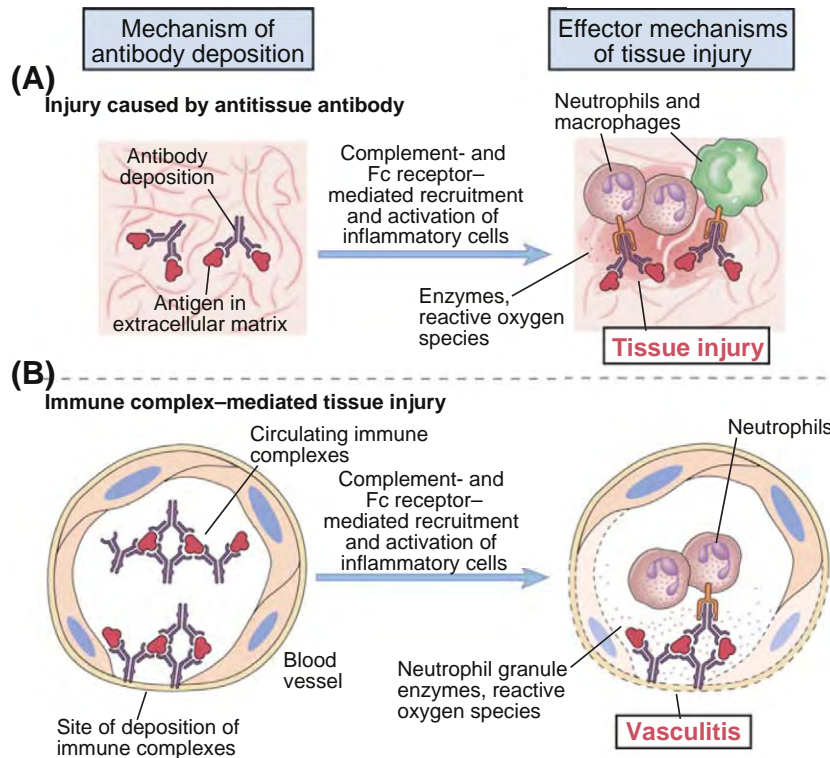 Mechanism of
antibody deposition
Effector mechanisms
of tissue injury
(A)
Injury caused by antitissue antibody
Antibody
deposition
Antigen in
extracellular matrix
Complement- and
Fc receptor–
mediated recruitment
and activation of
inflammatory cells
Neutrophils and
macrophages
Enzymes,
reactive oxygen
species
Tissue injury
(B)
Immune complex–mediated tissue injury
Circulating immune
complexes
Complement- and
Fc receptor–
mediated recruitment
and activation of
inflammatory cells
Neutrophils
Blood
vessel
Site of deposition of
immune complexes
Neutrophil granule
enzymes, reactive
oxygen species
Vasculitis